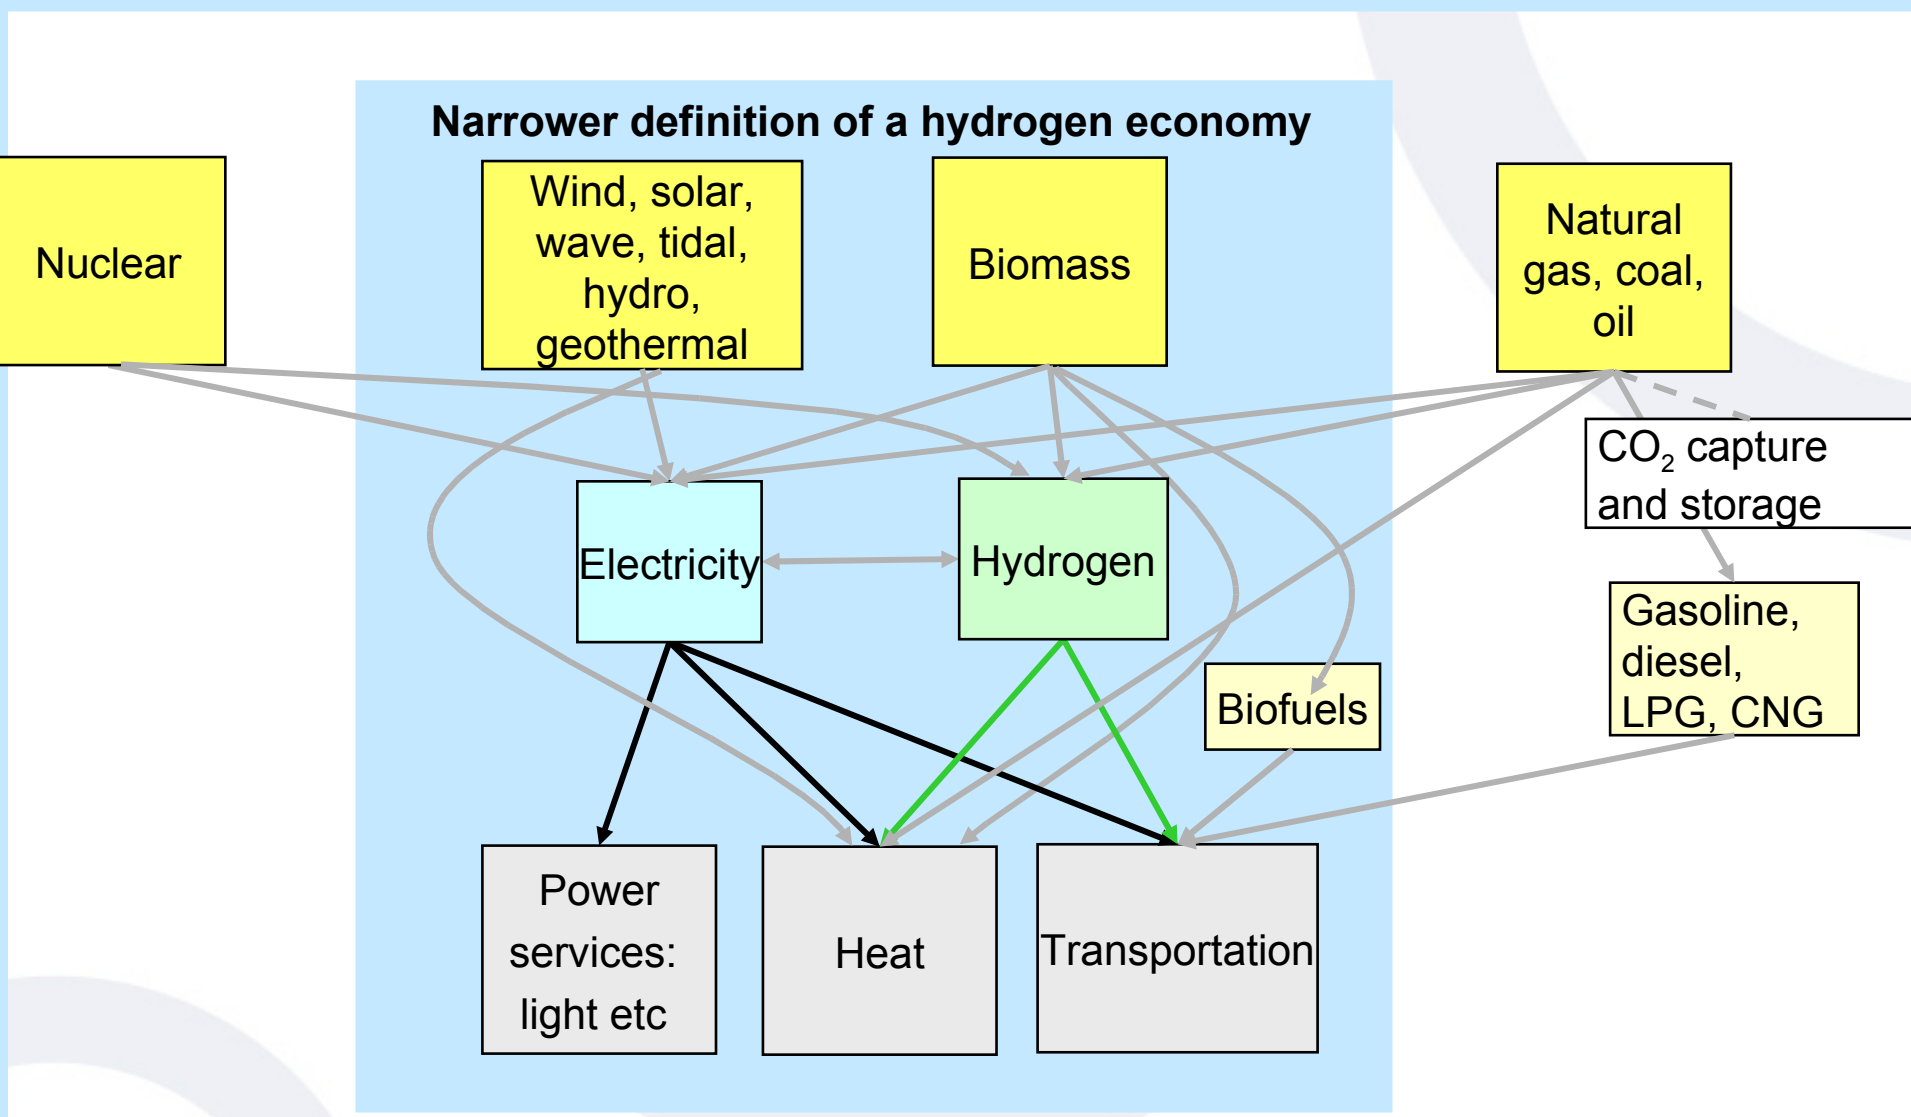 Narrower definition of a hydrogen economy
Nuclear
Wind, solar,
wave, tidal,
hydro,
geothermal
Biomass
Natural
gas, coal,
oil
CO₂ capture
and storage
Electricity
Hydrogen
Gasoline,
diesel,
LPG, CNG
Biofuels
Power
services:
light etc
Heat
Transportation